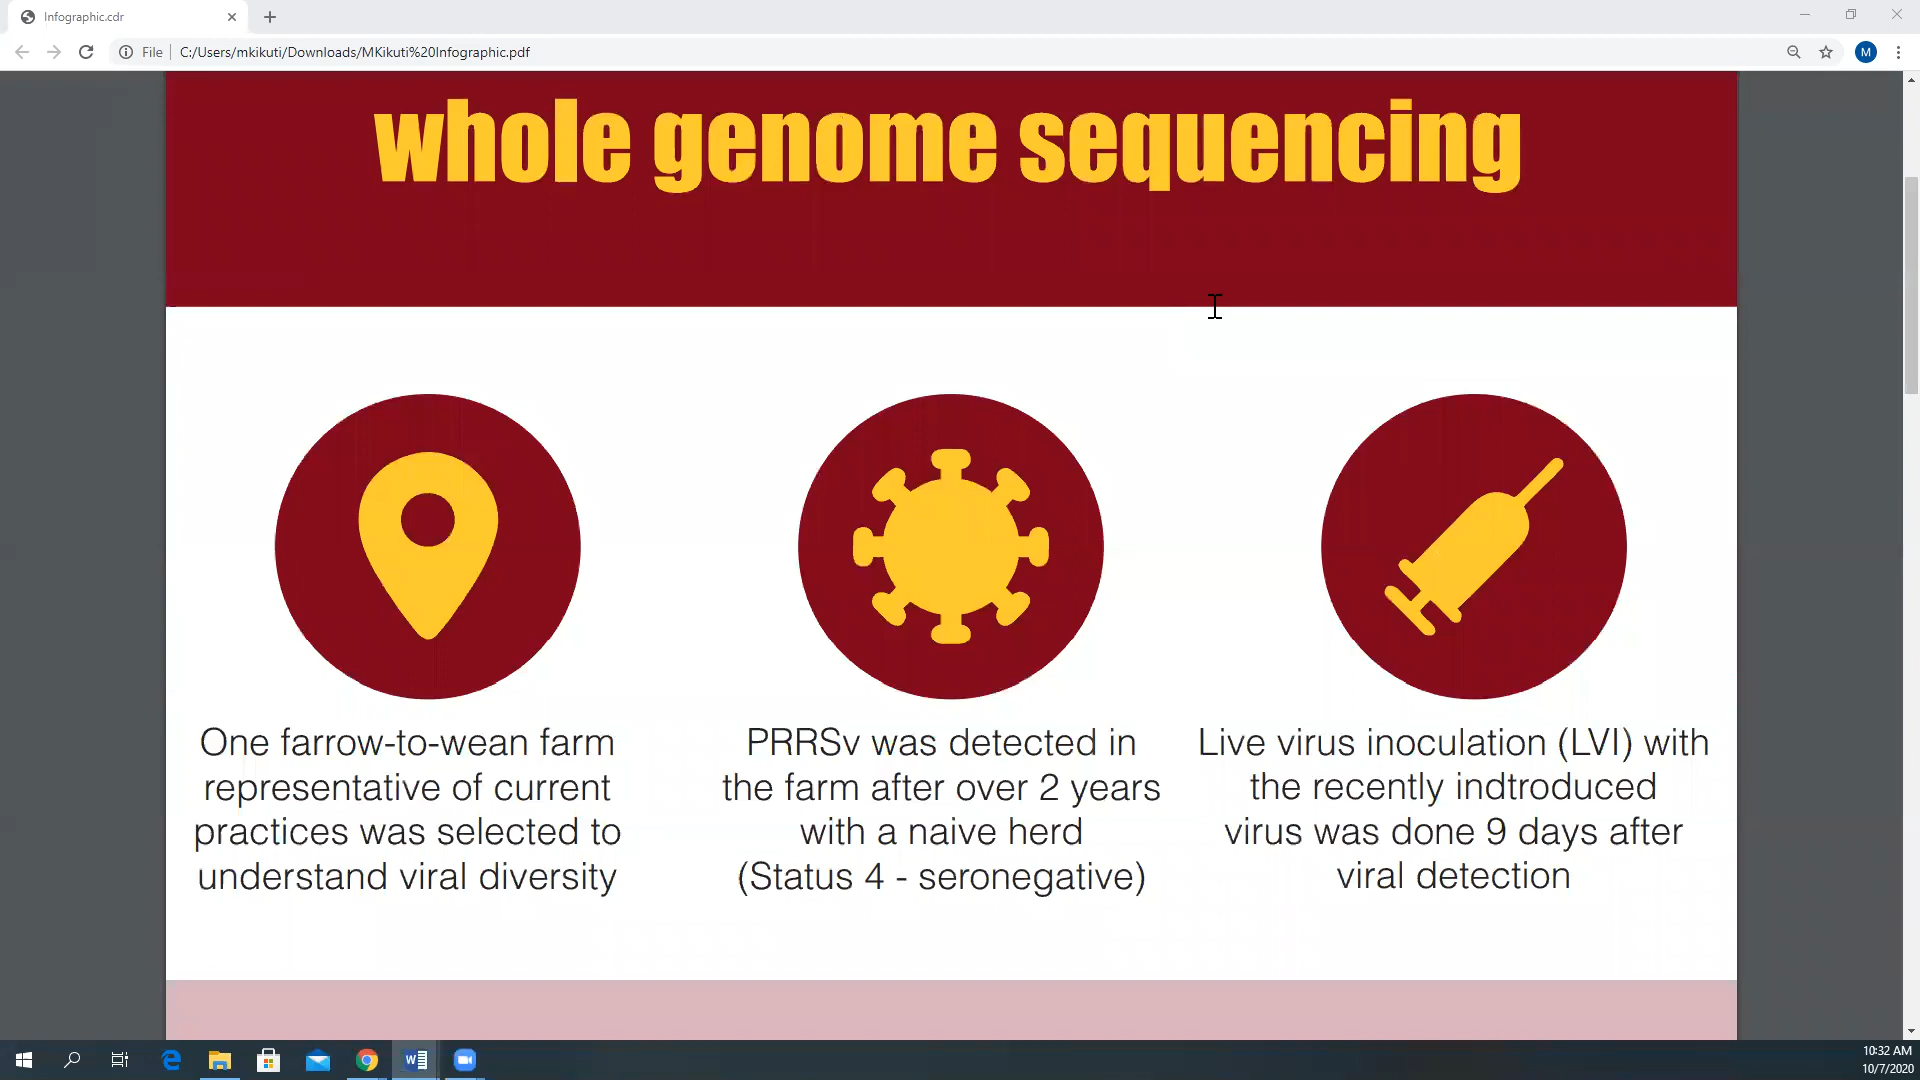 Infographic.cdr
File
C:/Users/mkikuti/Downloads/MKikuti%20Infographic.pdf
M
whole genome sequencing
One farrow-to-wean farm
representative of current
practices was selected to
understand viral diversity
PRRSv was detected in
the farm after over 2 years
with a naive herd
(Status 4 - seronegative)
Live virus inoculation (LVI) with
the recently indtroduced
virus was done 9 days after
viral detection
10:32 AM
10/7/2020